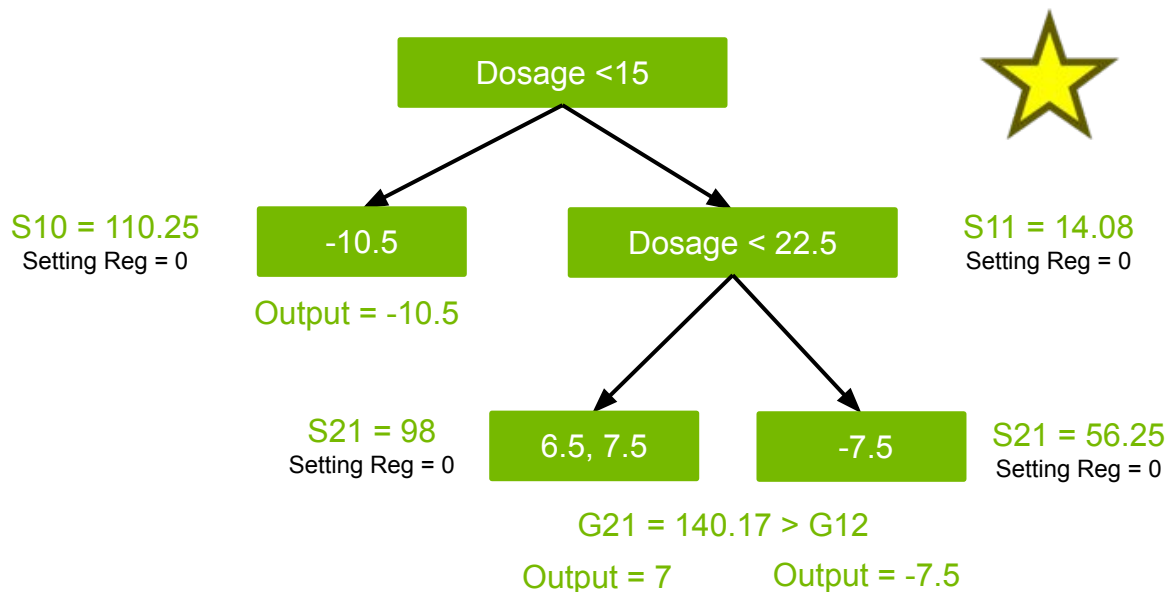 Dosage <15
S10 = 110.25
Setting Reg = 0
-10.5
Dosage < 22.5
S11 = 14.08
Setting Reg = 0
Output = -10.5
S21 = 98
Setting Reg = 0
6.5, 7.5
-7.5
S21 = 56.25
Setting Reg = 0
G21 = 140.17 > G12
Output = 7
Output = -7.5